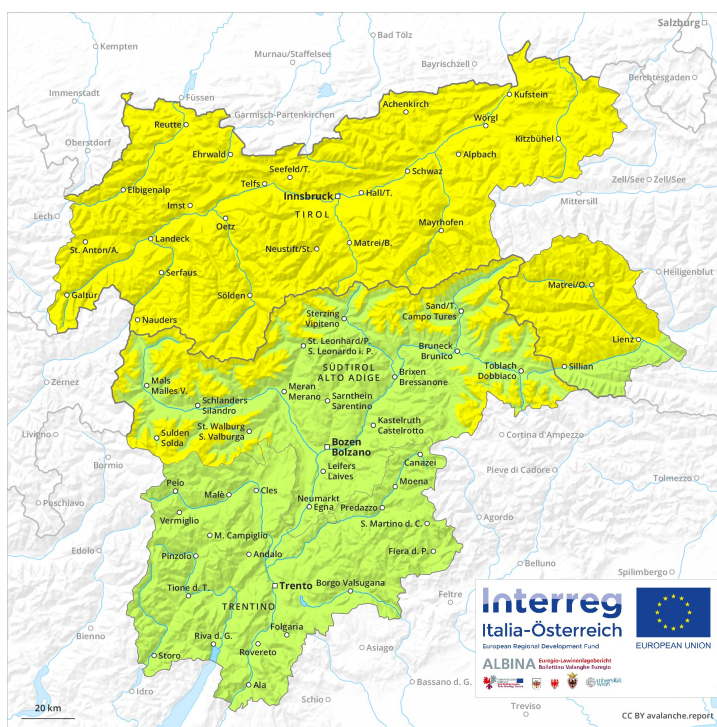 Salzburg
Bad Tölz
Kempten
Murnau/Staffelsee
Bayrischzell
Berchtesgaden
Immenstadt
Füssen
Achenkirch
Kufstein
Garmisch-Partenkirchen
Reutte
Wörgl
Oberstdorf
Kitzbühel
Ehrwald
Alpbach
Seefeld/T.
Schwaz
Telfs
Zell/See
Zell/See
Elbigenalp
Innsbruck
Hall/T.
Mittersill
Imst
TIROL
Lech
Oetz
Mayrhofen
Landeck
Matrei/B.
St. Anton/A.
Neustift/St.
Serfaus
Heiligenblut
Galtür
Sölden
Matrei/O.
Sand/T.
Campo Tures
Nauders
Sterzing
Vipiteno
Lienz
St. Leonhard/P.
S. Leonardo i. P.
Bruneck
Brunico
SÜDTIROL
ALTO ADIGE
Toblach
Dobbiaco
Sillian
Brixen
Bressanone
Mals
Malles V.
Zernez
Meran
Merano
Schlanders
Silandro
Sarnthein
Sarentino
St. Walburg
S. Valburga
Kastelruth
Castelrotto
Sulden
Solda
Livigno
Cortina d'Ampezzo
Bozen
Bolzano
Bormio
Canazei
Leifers
Laives
Pieve di Cadore
Tolmezzo
Peio
Moena
Malè
Cles
Neumarkt
Egna
Predazzo
Poschiavo
Vermiglio
Agordo
S. Martino d. C.
M. Campiglio
Edolo
Pinzolo
Andalo
Fiera d. P.
Belluno
Spilimbergo
Tione d. T.
Trento
Borgo Valsugana
Feltre
TRENTINO
Folgaria
Bienno
Riva d. G.
Rovereto
Asiago
Storo
Ala
Bassano d. G.
Idro
Schio
Treviso
20 km
Interreg
Italia-Österreich
European Regional Development Fund
EUROPEAN UNION
ALBINA
Euregio-Lawinenlagebericht
Bollettino Valanghe Euregio
universität
wien
CC BY avalanche.report